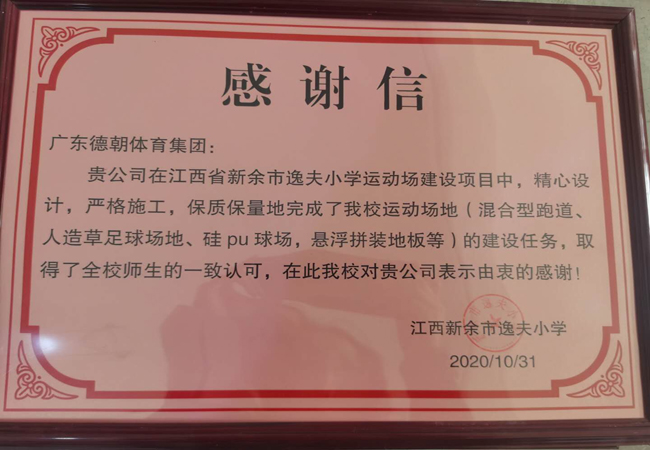 感谢信
广东德朝体育集团：
贵公司在江西省新余市逸夫小学运动场建设项目中，精心设
计，严格施工，保质保量地完成了我校运动场地（混合型跑道、
人造草足球场地、硅pu球场，悬浮拼装地板等）的建设任务，取
得了全校师生的一致认可，在此我校对贵公司表示由衷的感谢！
江西新余市逸夫小学
2020/10/31